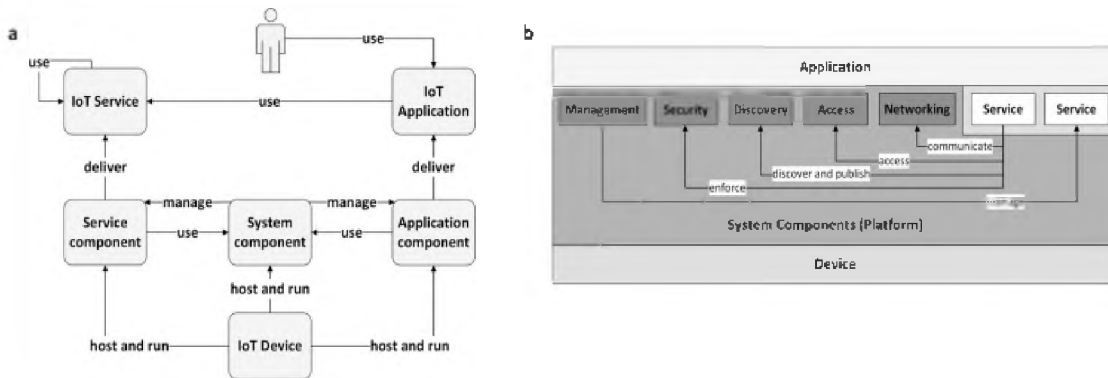 a
use
use
IoT Service
use
IoT
Application
deliver
deliver
Service
component
manage
use
System
component
manage
use
Application
component
host and run
host and run
IoT Device
host and run
b
Application
Management
Security
Discovery
Access
Networking
Service
Service
communicate
access
discover and publish
enforce
System Components (Platform)
Device